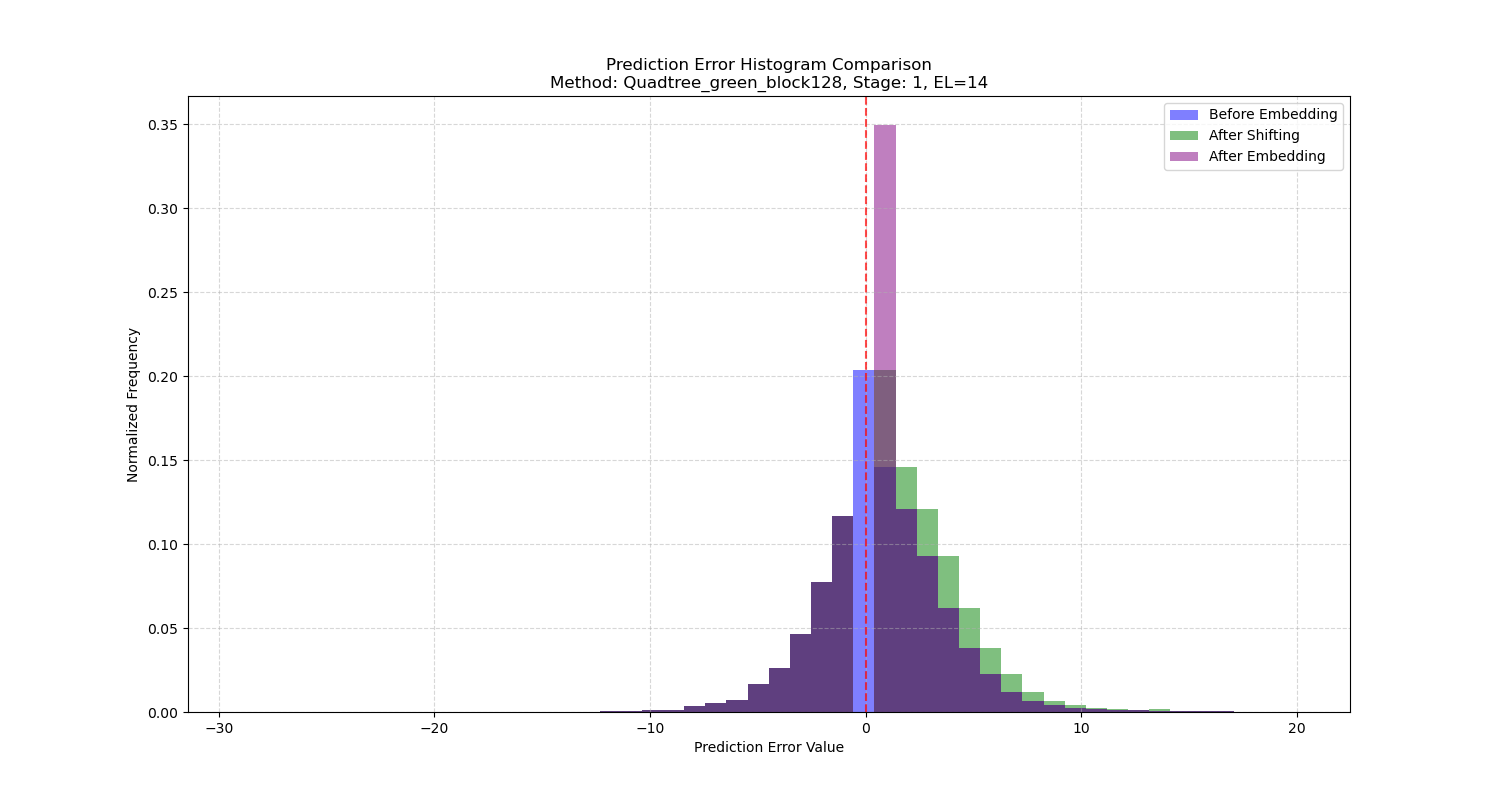 Prediction Error Histogram Comparison
Method: Quadtree_green_block128, Stage: 1, EL=14
Before Embedding
After Shifting
After Embedding
Normalized Frequency
0.35
0.30
0.25
0.20
0.15
0.10
0.05
0.00
−30
−20
−10
0
10
20
Prediction Error Value